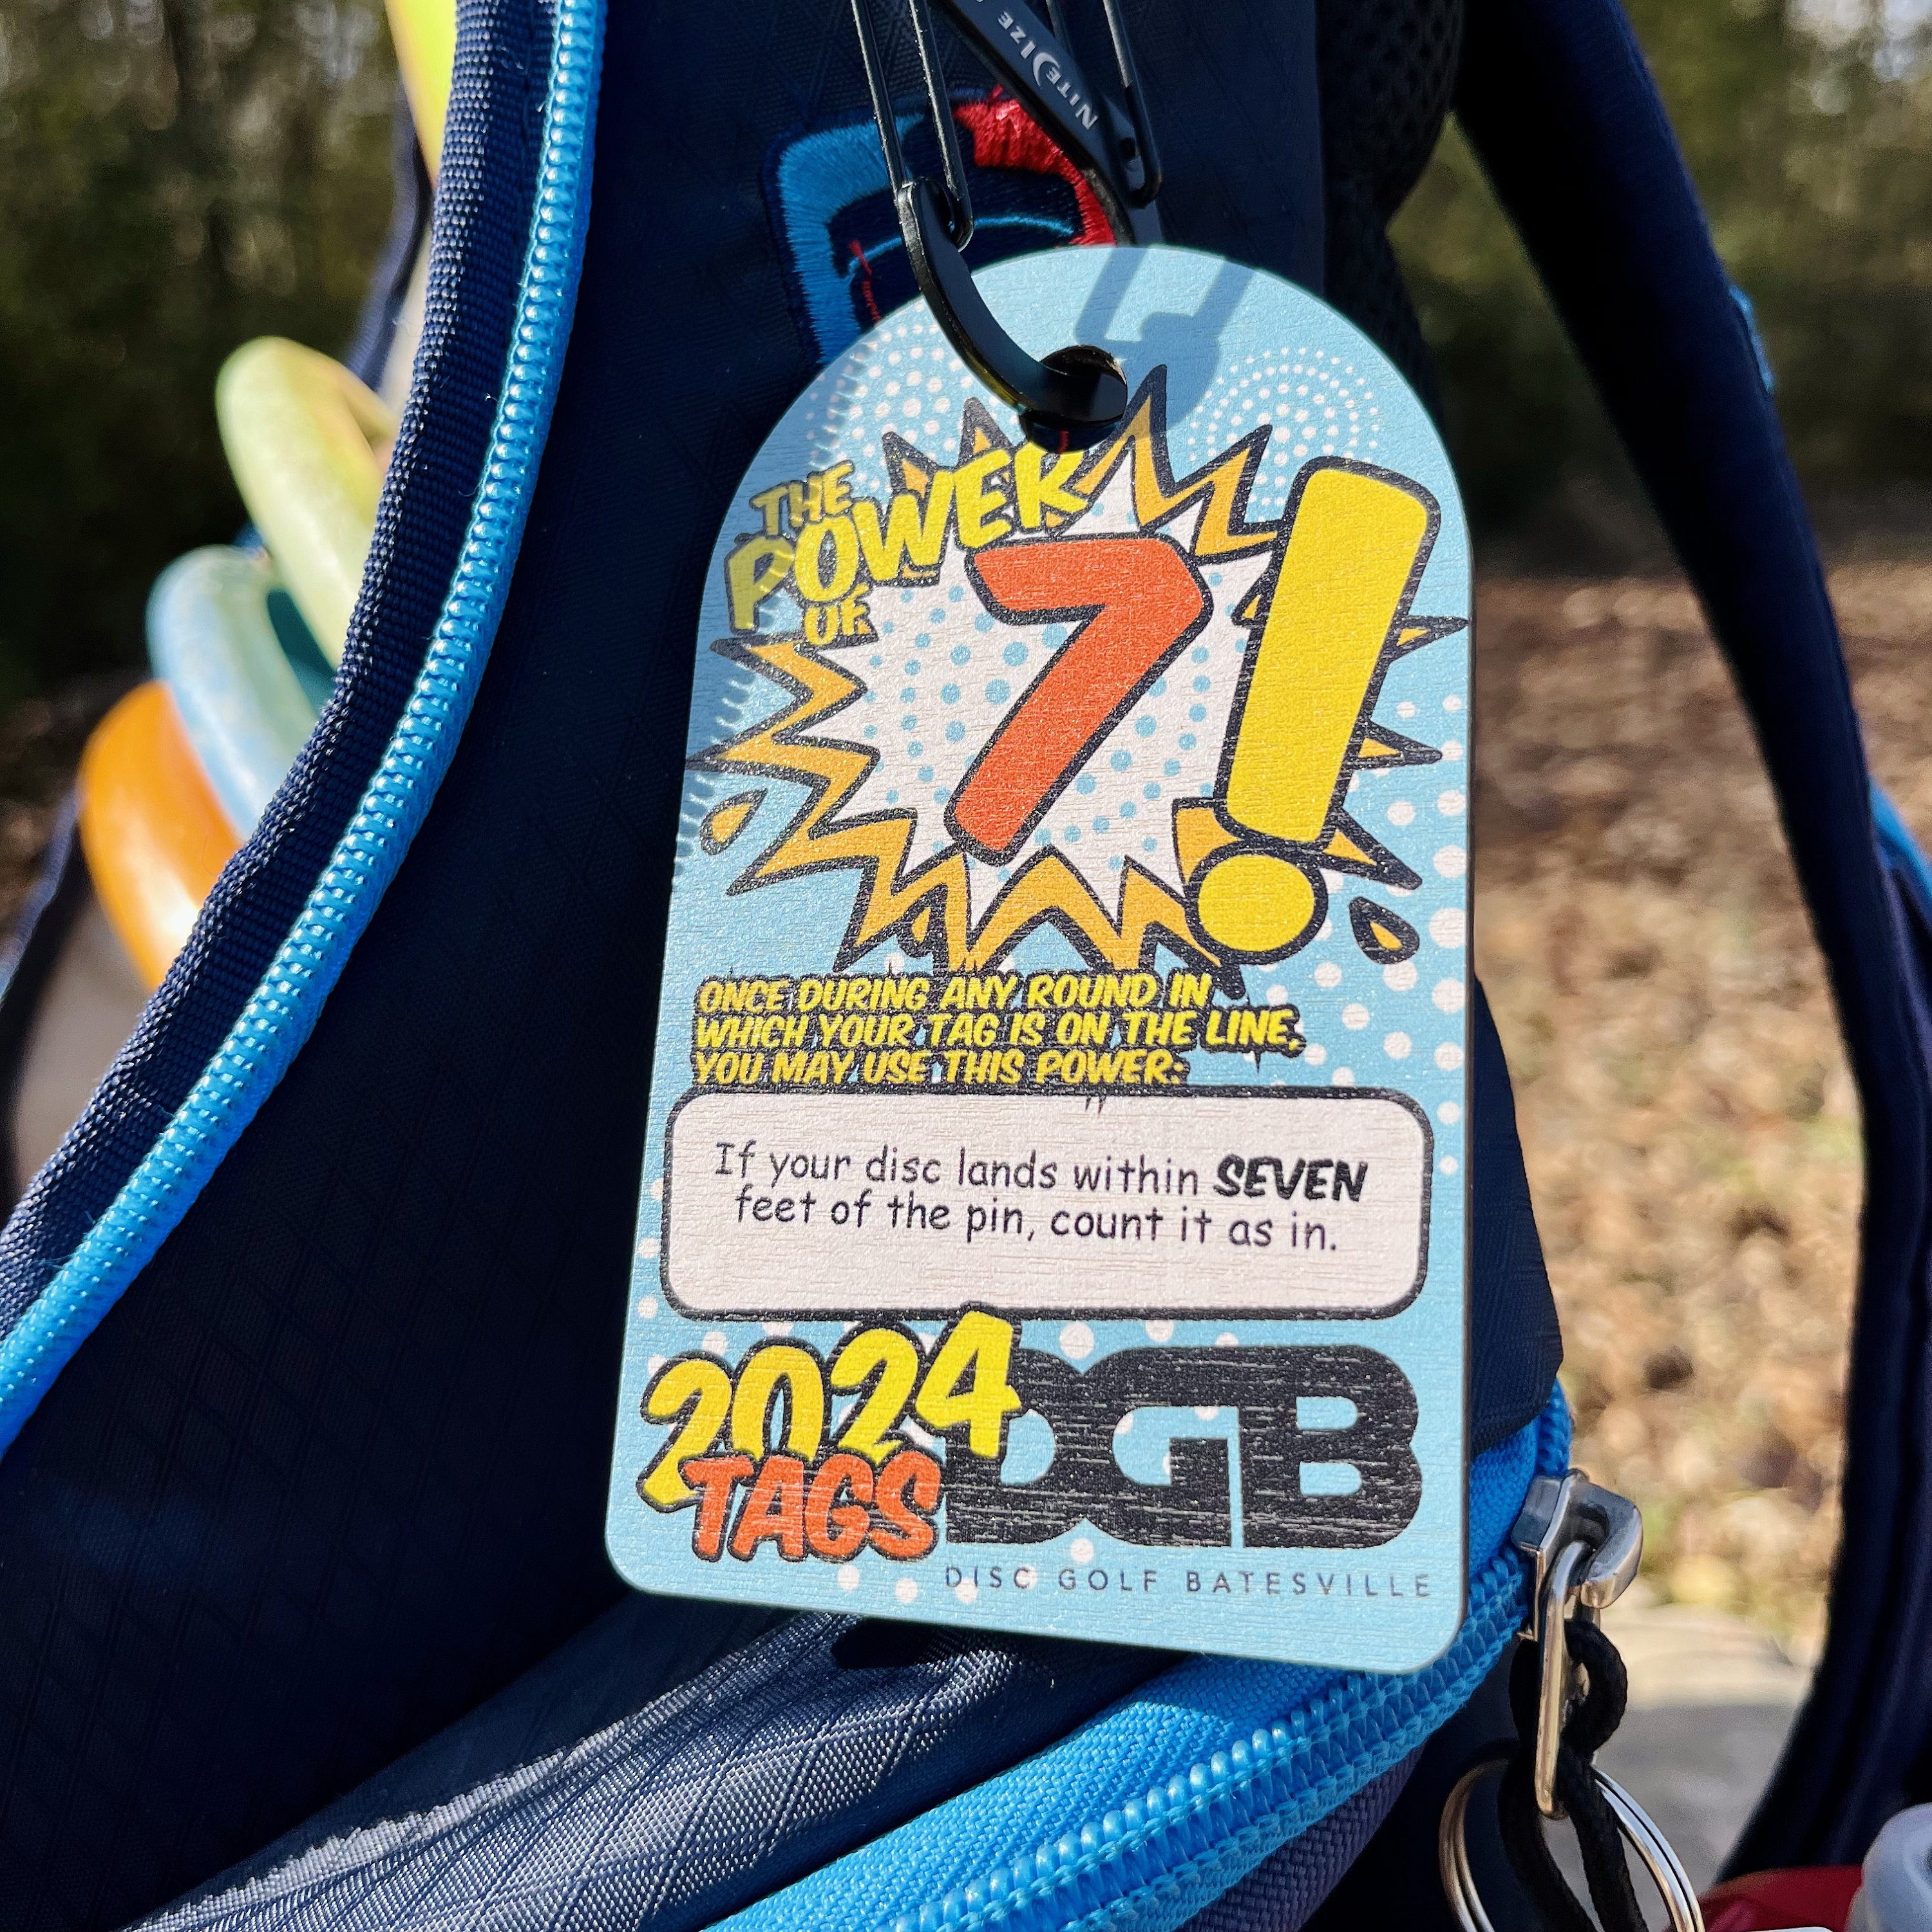 NITE IZE
THE
POWER
OF
7!
ONCE DURING ANY ROUND IN
WHICH YOUR TAG IS ON THE LINE,
YOU MAY USE THIS POWER:
If your disc lands within SEVEN
feet of the pin, count it as in.
2024
TAGS
DGB
DISC GOLF BATESVILLE